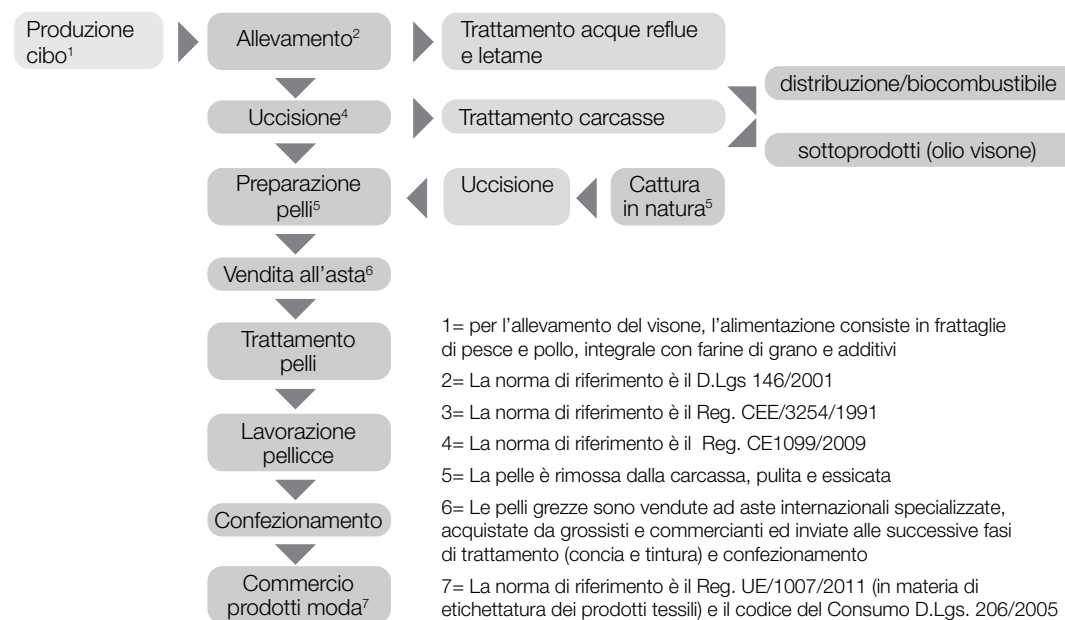 Produzione
cibo1
Allevamento2
Trattamento acque reflue
e letame
Uccisione4
Trattamento carcasse
distribuzione/biocombustibile
sottoprodotti (olio visone)
Preparazione
pelli5
Uccisione
Cattura
in natura5
Vendita all'asta6
Trattamento
pelli
Lavorazione
pellicce
Confezionamento
Commercio
prodotti moda7
1= per l'allevamento del visone, l'alimentazione consiste in frattaglie
di pesce e pollo, integrale con farine di grano e additivi
2= La norma di riferimento è il D.Lgs 146/2001
3= La norma di riferimento è il Reg. CEE/3254/1991
4= La norma di riferimento è il Reg. CE1099/2009
5= La pelle è rimossa dalla carcassa, pulita e essicata
6= Le pelli grezze sono vendute ad aste internazionali specializzate,
acquistate da grossisti e commercianti ed inviate alle successive fasi
di trattamento (concia e tintura) e confezionamento
7= La norma di riferimento è il Reg. UE/1007/2011 (in materia di
etichettatura dei prodotti tessili) e il codice del Consumo D.Lgs. 206/2005